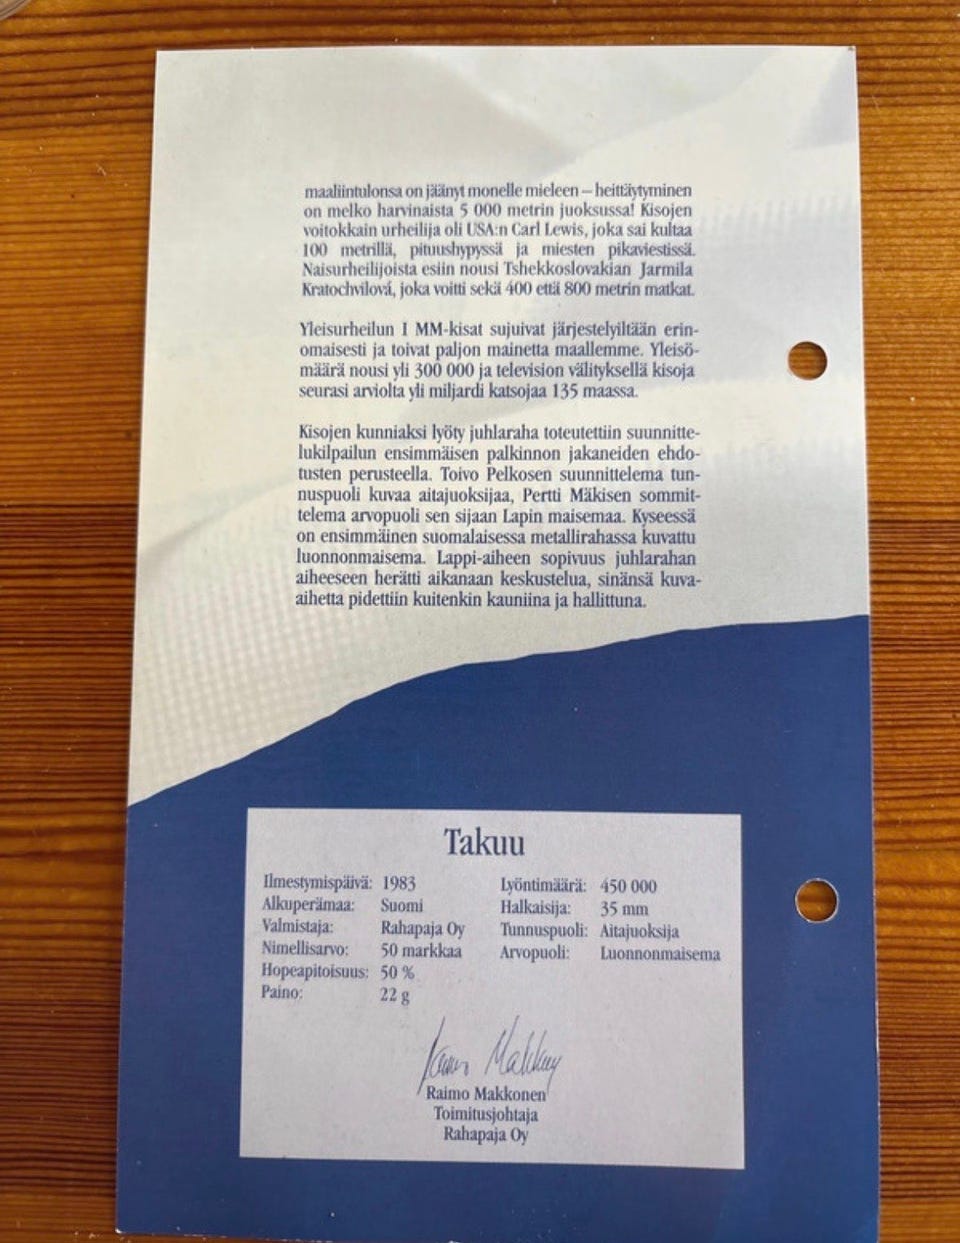 maaliintulonsa on jäänyt monelle mieleen – heittäytyminen
on melko harvinaista 5 000 metrin juoksussa! Kisojen
voitokkain urheilija oli USA:n Carl Lewis, joka sai kultaa
100 metrillä, pituushypyssä ja miesten pikaviestissä.
Naisurheilijoista esiin nousi Tshekkoslovakian Jarmila
Kratochvilová, joka voitti sekä 400 että 800 metrin matkat.
Yleisurheilun I MM-kisat sujuivat järjestelyiltään erin-
omaisesti ja toivat paljon mainetta maallemme. Yleisö-
määrä nousi yli 300 000 ja television välityksellä kisoja
seurasi arviolta yli miljardi katsojaa 135 maassa.
Kisojen kunniaksi lyöty juhlaraha toteutettiin suunnitte-
lukilpailun ensimmäisen palkinnon jakaneiden ehdo-
tusten perusteella. Toivo Pelkosen suunnittelema tun-
nuspuoli kuvaa aitajuoksijaa, Pertti Mäkisen sommit-
telema arvopuoli sen sijaan Lapin maisemaa. Kyseessä
on ensimmäinen suomalaisessa metallirahassa kuvattu
luonnonmaisema. Lappi-aiheen sopivuus juhlarahan
aiheeseen herätti aikanaan keskustelua, sinänsä kuva-
aihetta pidettiin kuitenkin kauniina ja hallittuna.
Takuu
Ilmestymispäivä: 1983
Alkuperämaa: Suomi
Valmistaja: Rahapaja Oy
Nimellisarvo: 50 markkaa
Hopeapitoisuus: 50 %
Paino: 22 g
Lyöntimäärä: 450 000
Halkaisija: 35 mm
Tunnuspuoli: Aitajuoksija
Arvopuoli: Luonnonmaisema
Raimo Makkonen
Raimo Makkonen
Toimitusjohtaja
Rahapaja Oy